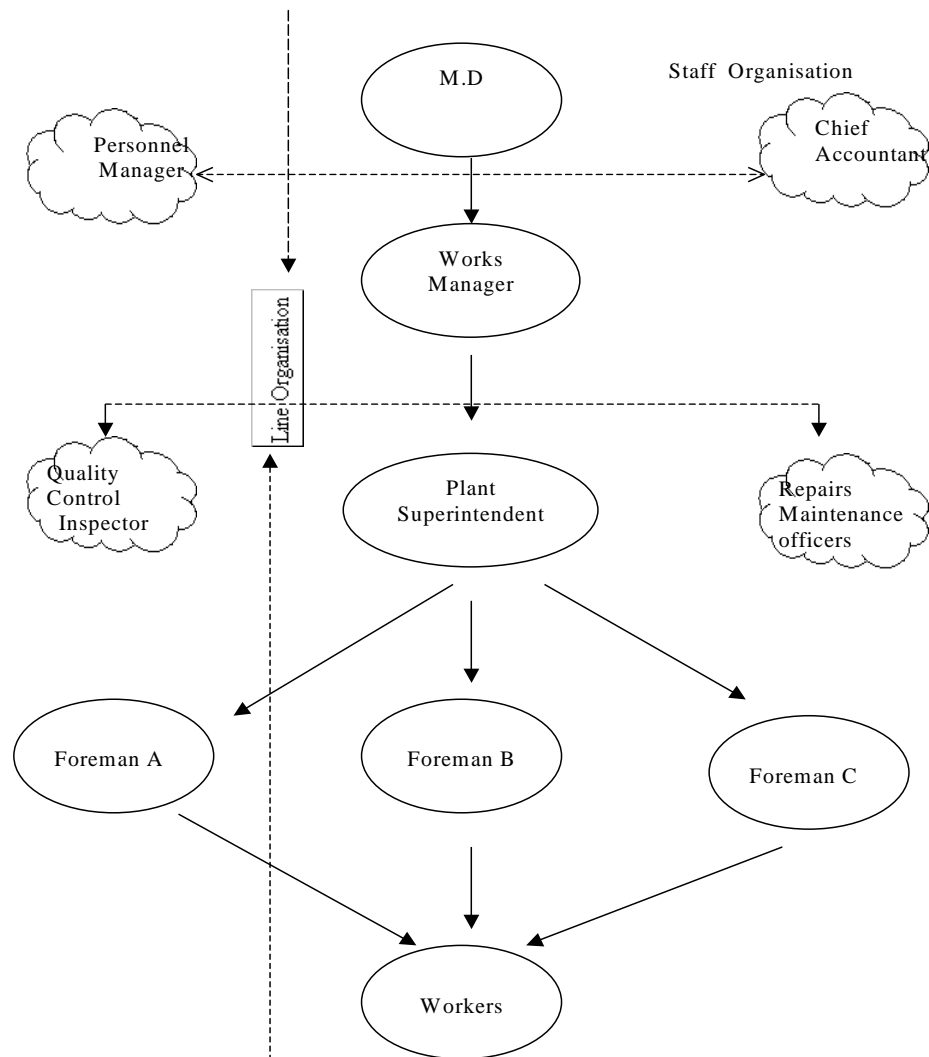 M.D
Staff Organisation
Personnel
Manager
Chief
Accountant
Works
Manager
Line Organisation
Quality
Control
Inspector
Plant
Superintendent
Repairs
Maintenance
officers
Foreman A
Foreman B
Foreman C
Workers